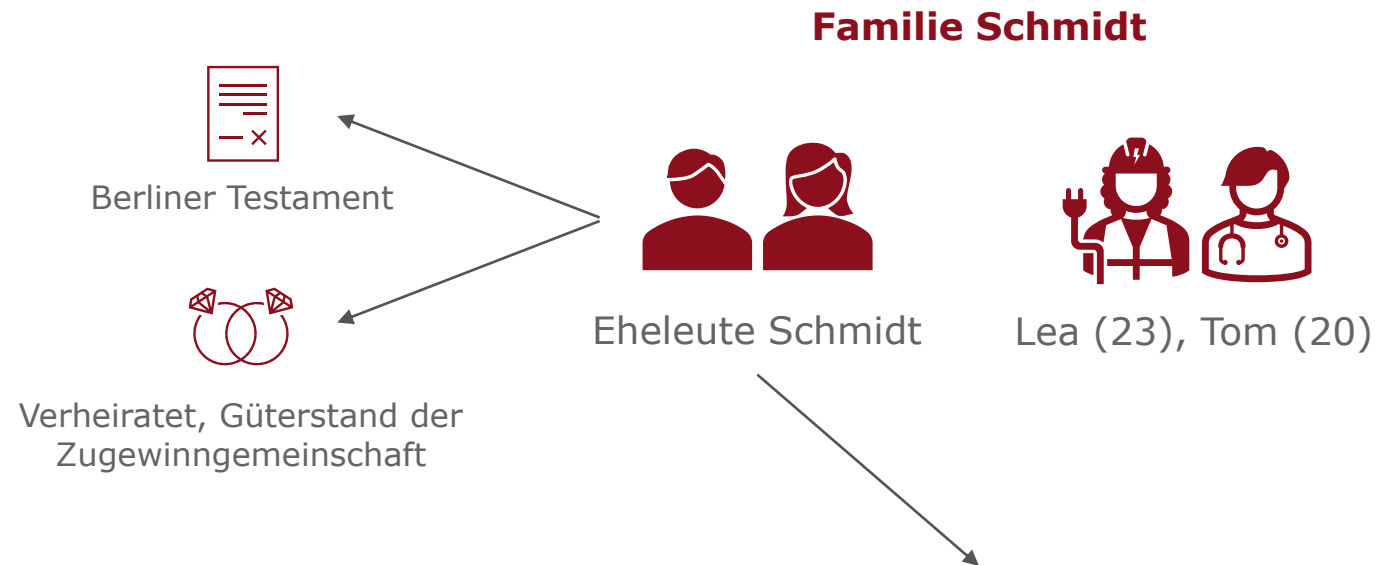 Familie Schmidt
Berliner Testament
Eheleute Schmidt
Lea (23), Tom (20)
Verheiratet, Güterstand der
Zugewinngemeinschaft